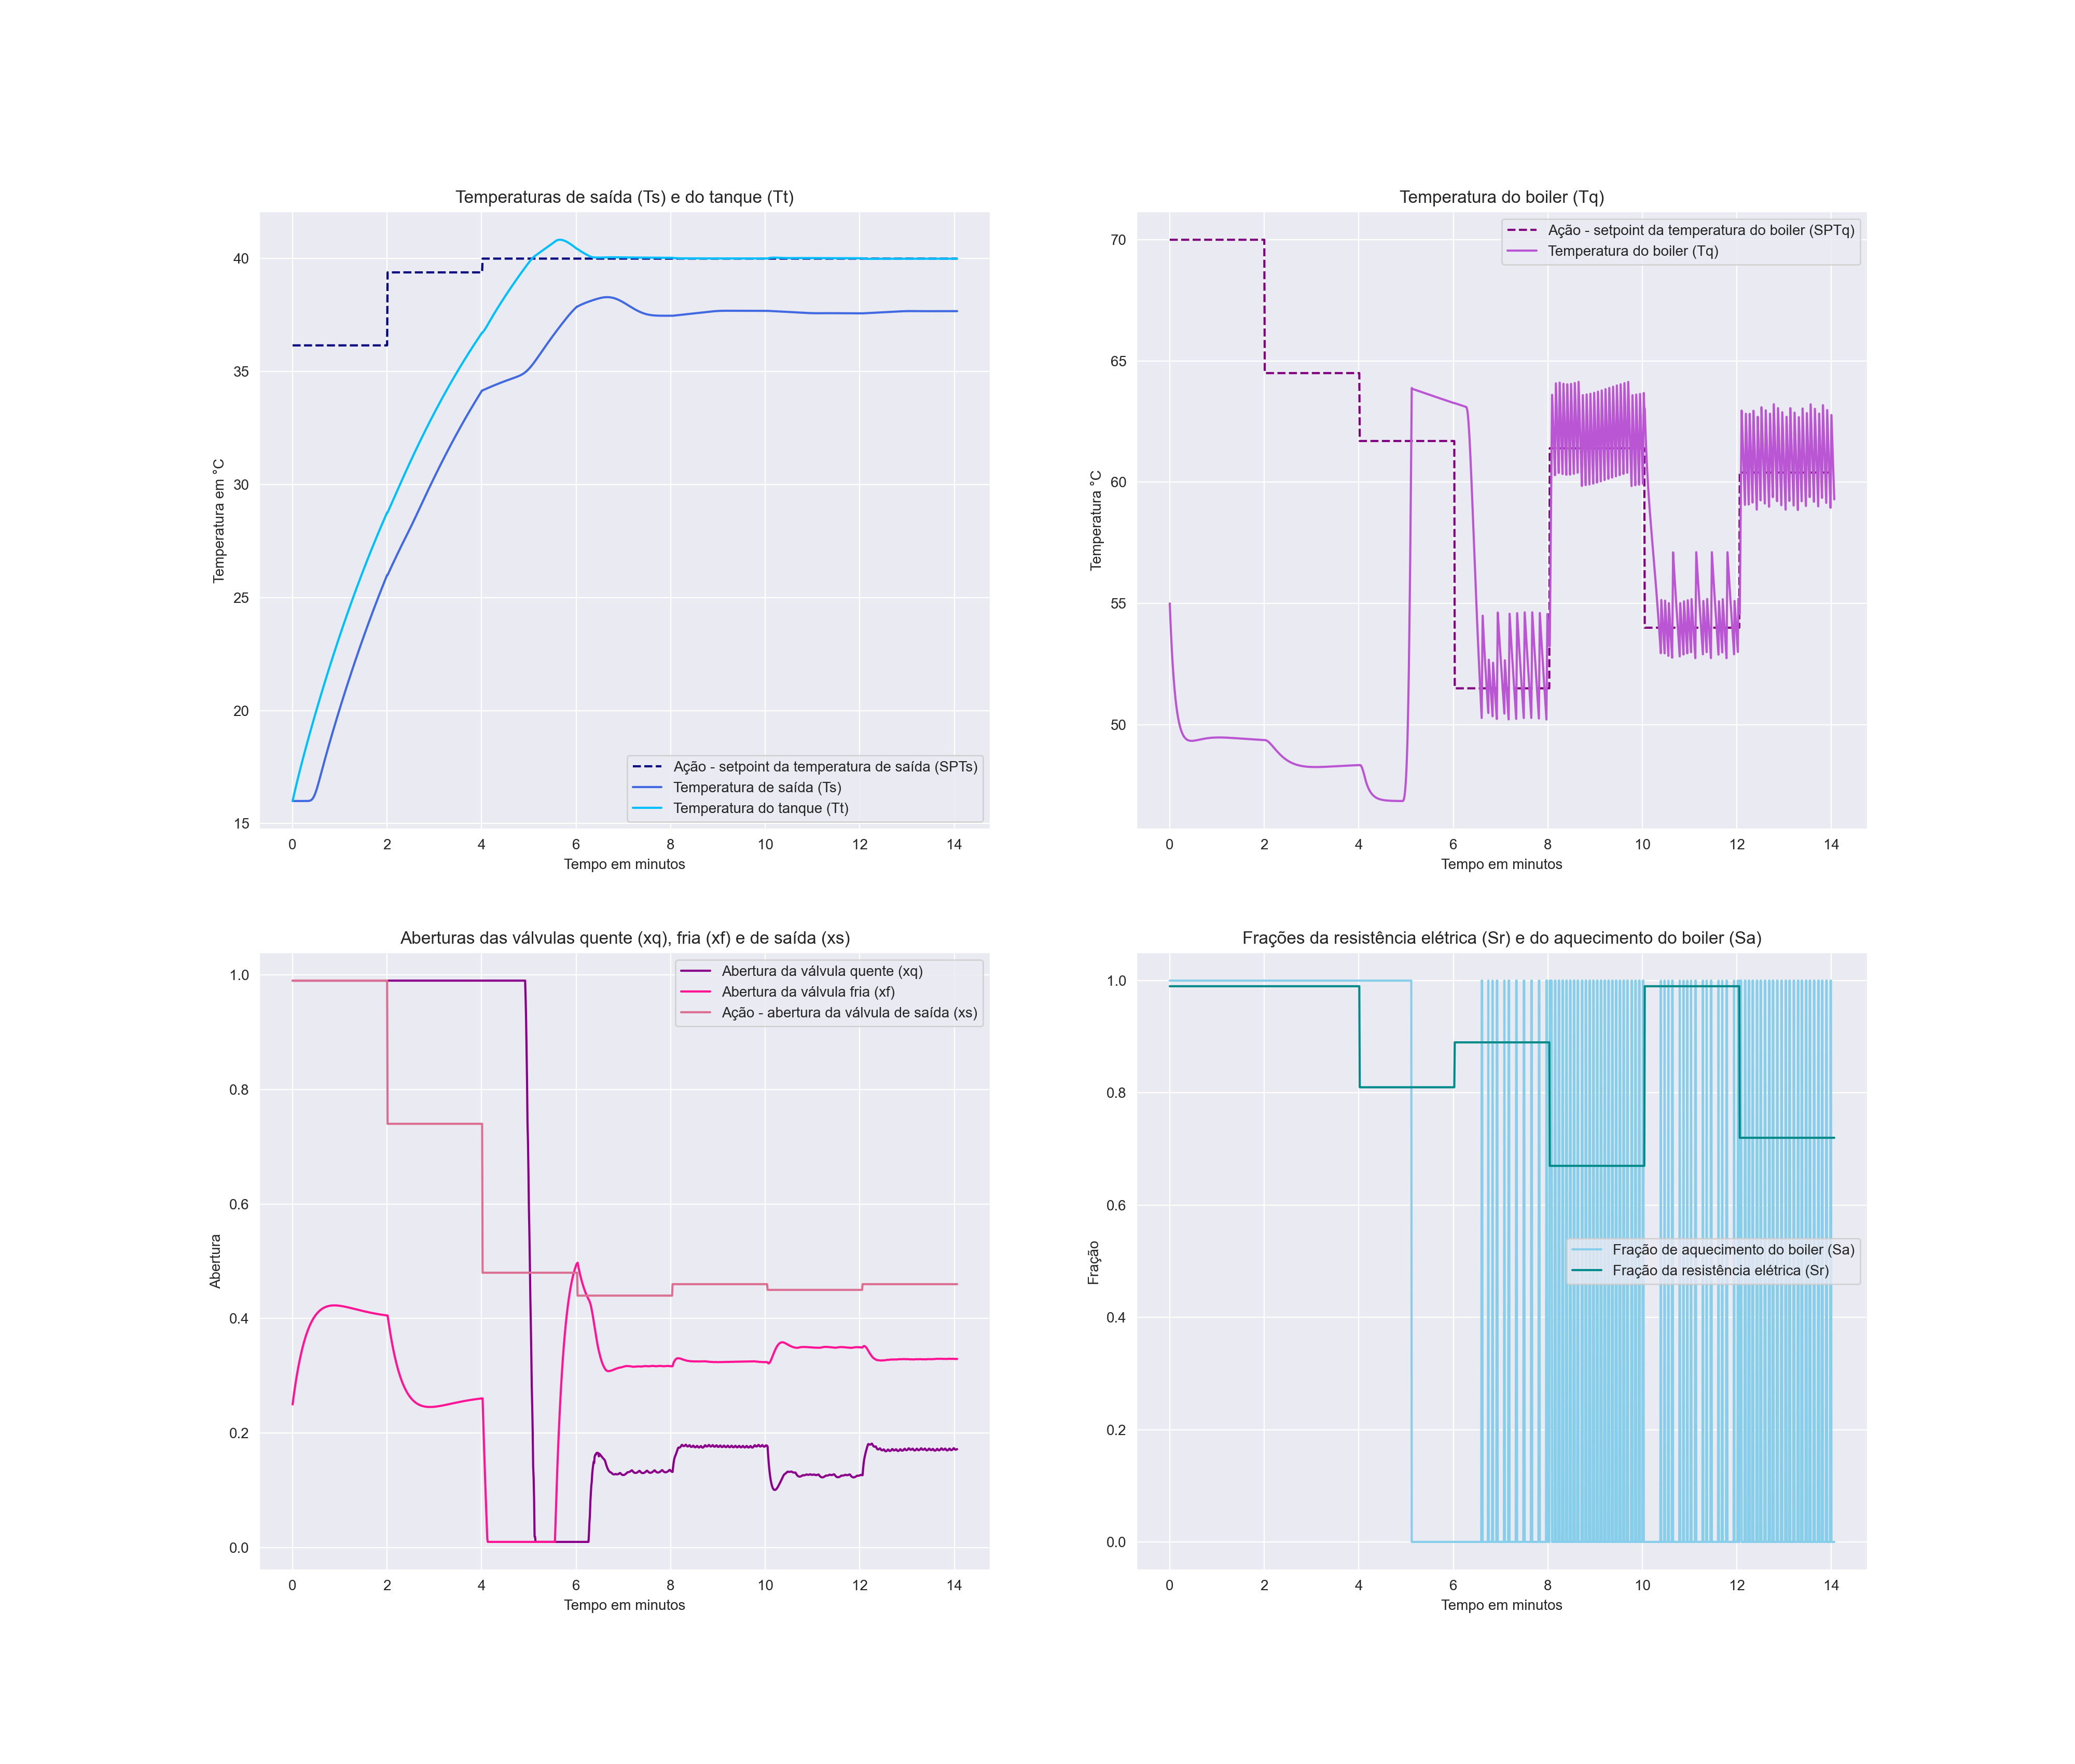 Temperaturas de saída (Ts) e do tanque (Tt)
40
35
30
25
20
15
Temperatura em °C
Ação - setpoint da temperatura de saída (SPTs)
Temperatura de saída (Ts)
Temperatura do tanque (Tt)
0 2 4 6 8 10 12 14
Tempo em minutos
Temperatura do boiler (Tq)
Ação - setpoint da temperatura do boiler (SPTq)
Temperatura do boiler (Tq)
70
65
60
55
50
Temperatura °C
0 2 4 6 8 10 12 14
Tempo em minutos
Aberturas das válvulas quente (xq), fria (xf) e de saída (xs)
Abertura da válvula quente (xq)
Abertura da válvula fria (xf)
Ação - abertura da válvula de saída (xs)
1.0
0.8
0.6
0.4
0.2
0.0
Abertura
0 2 4 6 8 10 12 14
Tempo em minutos
Frações da resistência elétrica (Sr) e do aquecimento do boiler (Sa)
1.0
0.8
0.6
0.4
0.2
0.0
Fração
Fração de aquecimento do boiler (Sa)
Fração da resistência elétrica (Sr)
0 2 4 6 8 10 12 14
Tempo em minutos